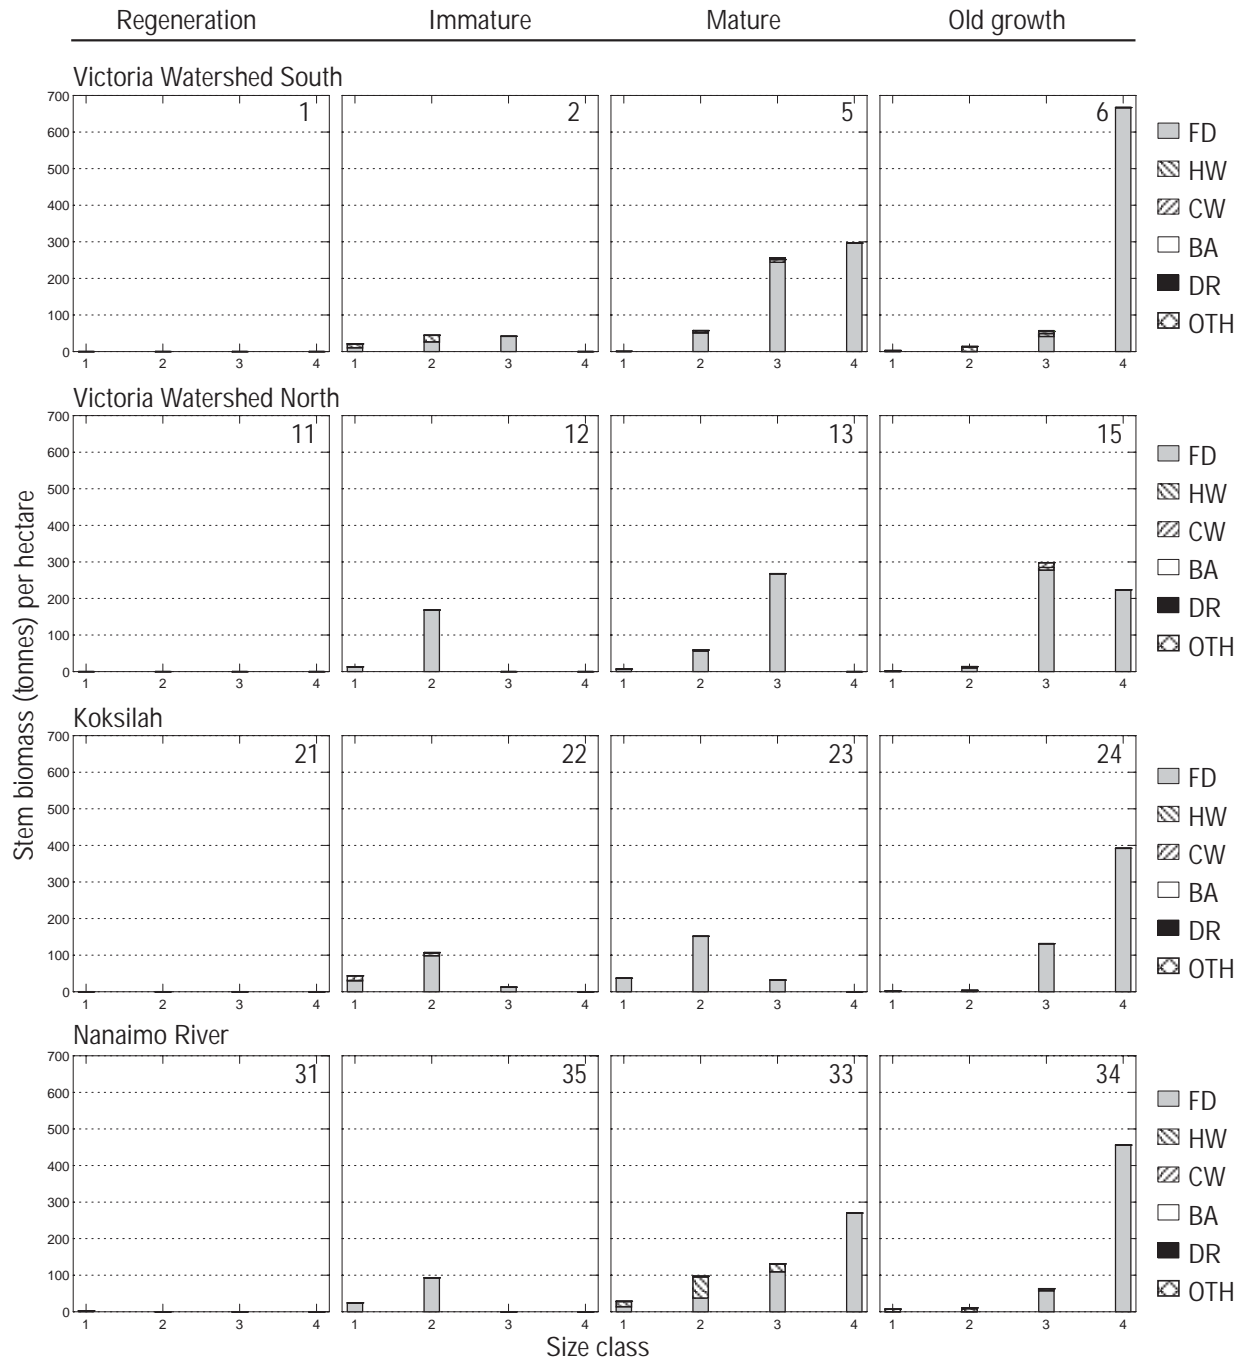 Regeneration Immature Mature Old growth
Victoria Watershed South
700 1 2 5 6
600 FD
500 HW
400 CW
300 BA
200 DR
100 OTH
0
1 2 3 4 1 2 3 4 1 2 3 4 1 2 3 4
Victoria Watershed North
700 11 12 13 15
600 FD
500 HW
400 CW
300 BA
200 DR
100 OTH
0
1 2 3 4 1 2 3 4 1 2 3 4 1 2 3 4
Stem biomass (tonnes) per hectare
Koksilah
700 21 22 23 24
600 FD
500 HW
400 CW
300 BA
200 DR
100 OTH
0
1 2 3 4 1 2 3 4 1 2 3 4 1 2 3 4
Nanaimo River
700 31 35 33 34
600 FD
500 HW
400 CW
300 BA
200 DR
100 OTH
0
1 2 3 4 1 2 3 4 1 2 3 4 1 2 3 4
Size class